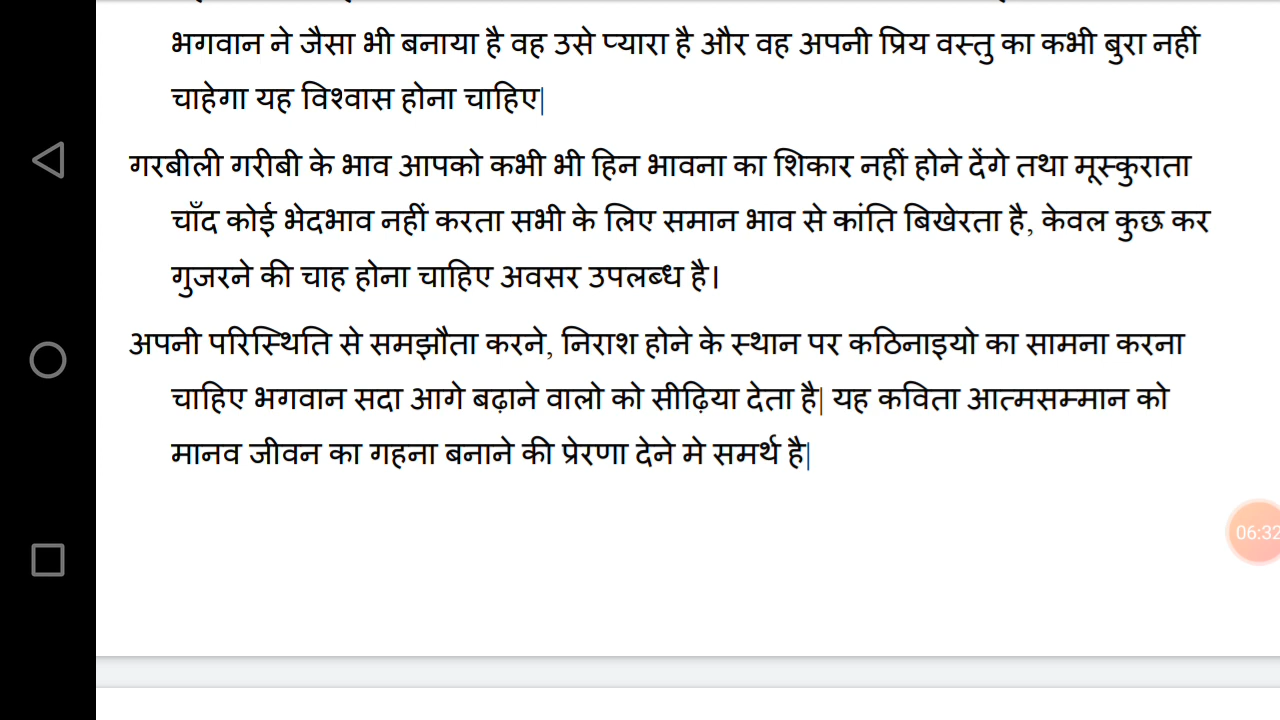 भगवान ने जैसा भी बनाया है वह उसे प्यारा है और वह अपनी प्रिय वस्तु का कभी बुरा नहीं
चाहेगा यह विश्वास होना चाहिए|
गरबीली गरीबी के भाव आपको कभी भी हिन भावना का शिकार नहीं होने देंगे तथा मूस्कुराता
चाँद कोई भेदभाव नहीं करता सभी के लिए समान भाव से कांति बिखेरता है, केवल कुछ कर
गुजरने की चाह होना चाहिए अवसर उपलब्ध है।
अपनी परिस्थिति से समझौता करने, निराश होने के स्थान पर कठिनाइयो का सामना करना
चाहिए भगवान सदा आगे बढ़ाने वालो को सीढ़िया देता है| यह कविता आत्मसम्मान को
मानव जीवन का गहना बनाने की प्रेरणा देने मे समर्थ है|
06:32